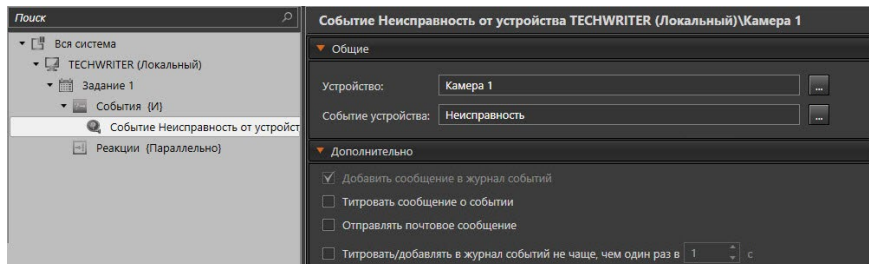 Поиск
Вся система
TECHWRITER (Локальный)
Задание 1
События {И}
Событие Неисправность от устройст
Реакции {Параллельно}
Событие Неисправность от устройства TECHWRITER (Локальный)\Камера 1
Общие
Устройство: Камера 1 ...
Событие устройства: Неисправность ...
Дополнительно
Добавить сообщение в журнал событий
Титровать сообщение о событии
Отправлять почтовое сообщение
Титровать/добавлять в журнал событий не чаще, чем один раз в 1 с